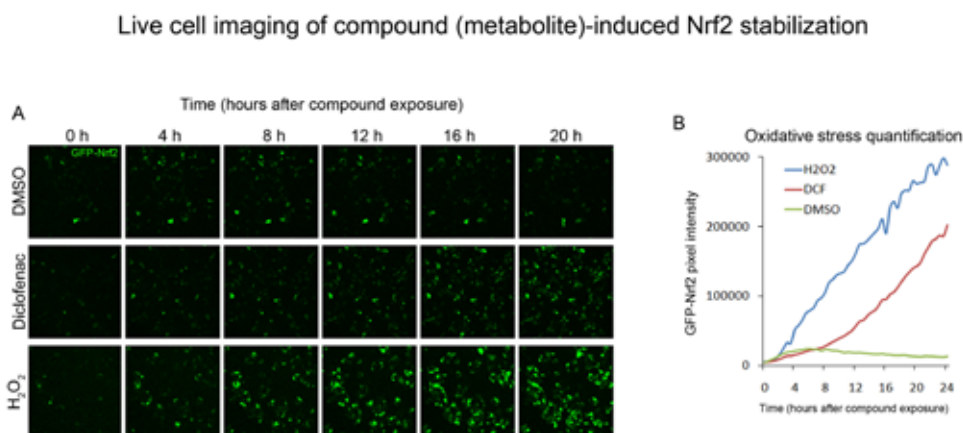 Live cell imaging of compound (metabolite)-induced Nrf2 stabilization
A
Time (hours after compound exposure)
0 h 4 h 8 h 12 h 16 h 20 h
GFP-Nrf2
DMSO
Diclofenac
H₂O₂
B
Oxidative stress quantification
300000
200000
100000
0
GFP-Nrf2 pixel intensity
H2O2
DCF
DMSO
0 4 8 12 16 20 24
Time (hours after compound exposure)